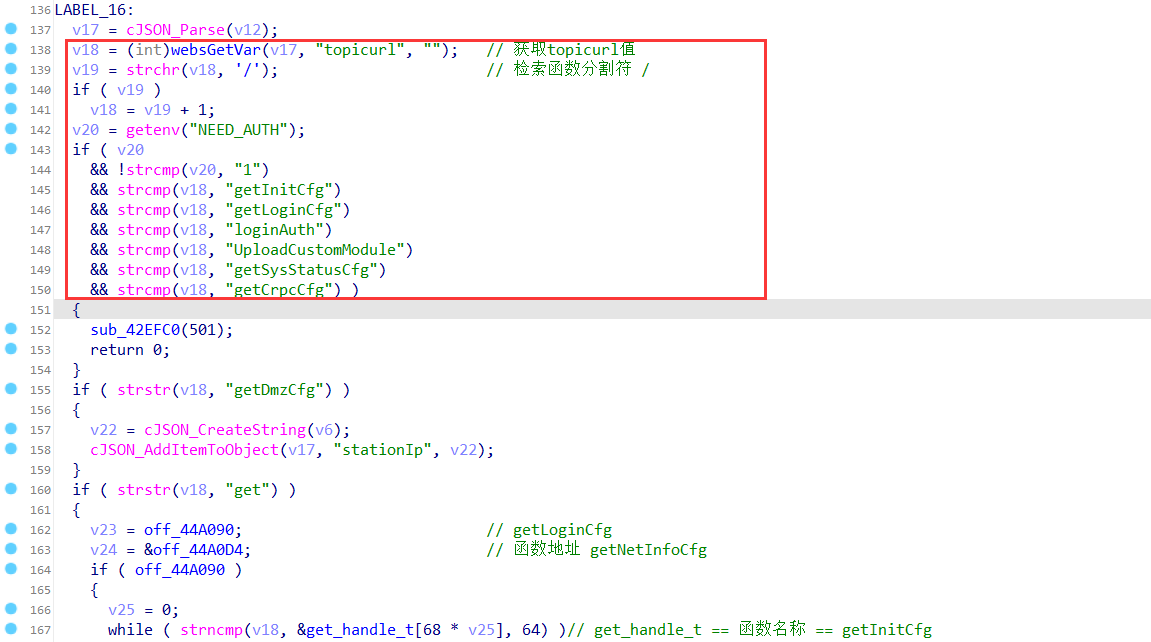 136 LABEL_16:
137 v17 = cJSON_Parse(v12);
138 v18 = (int)websGetVar(v17, "topicurl", ""); // 获取topicurl值
139 v19 = strchr(v18, '/'); // 检索函数分割符 /
140 if ( v19 )
141 v18 = v19 + 1;
142 v20 = getenv("NEED_AUTH");
143 if ( v20
144 && !strcmp(v20, "1")
145 && strcmp(v18, "getInitCfg")
146 && strcmp(v18, "getLoginCfg")
147 && strcmp(v18, "loginAuth")
148 && strcmp(v18, "UploadCustomModule")
149 && strcmp(v18, "getSysStatusCfg")
150 && strcmp(v18, "getCrpcCfg") )
151 {
152 sub_42EFC0(501);
153 return 0;
154 }
155 if ( strstr(v18, "getDmzCfg") )
156 {
157 v22 = cJSON_CreateString(v6);
158 cJSON_AddItemToObject(v17, "stationIp", v22);
159 }
160 if ( strstr(v18, "get") )
161 {
162 v23 = off_44A090; // getLoginCfg
163 v24 = &off_44A0D4; // 函数地址 getNetInfoCfg
164 if ( off_44A090 )
165 {
166 v25 = 0;
167 while ( strncmp(v18, &get_handle_t[68 * v25], 64) )// get_handle_t == 函数名称 == getInitCfg